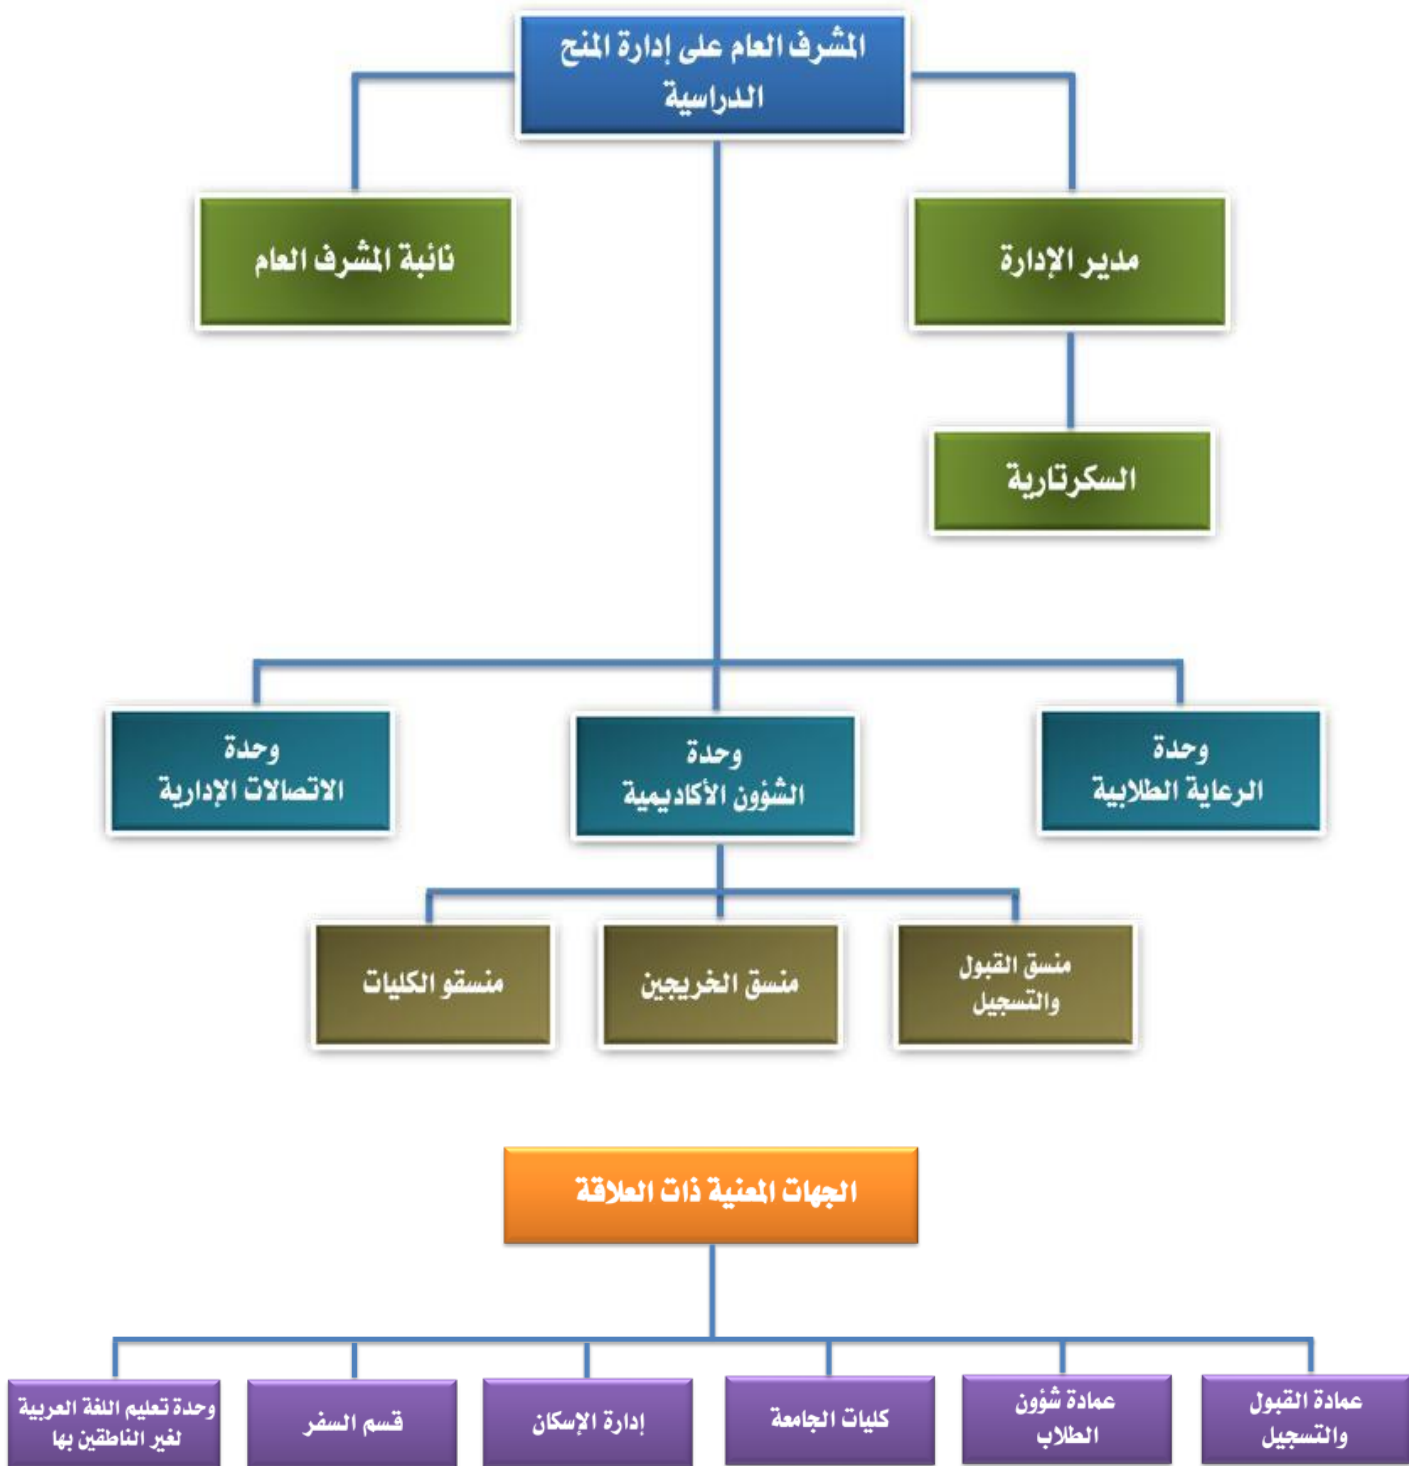 المشرف العام على إدارة المنح
الدراسية
مدير الإدارة
نائبة المشرف العام
السكرتارية
وحدة
الرعاية الطلابية
وحدة
الشؤون الأكاديمية
وحدة
الاتصالات الإدارية
منسق القبول
والتسجيل
منسق الخريجين
منسقو الكليات
الجهات المعنية ذات العلاقة
عمادة القبول
والتسجيل
عمادة شؤون
الطلاب
كليات الجامعة
إدارة الإسكان
قسم السفر
وحدة تعليم اللغة العربية
لغير الناطقين بها